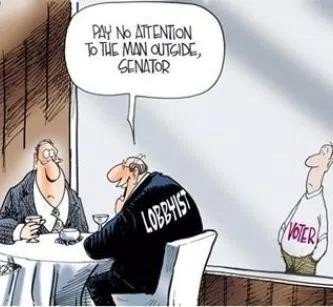 PAY NO ATTENTION
TO THE MAN OUTSIDE,
SENATOR
LOBBYIST
VOTER